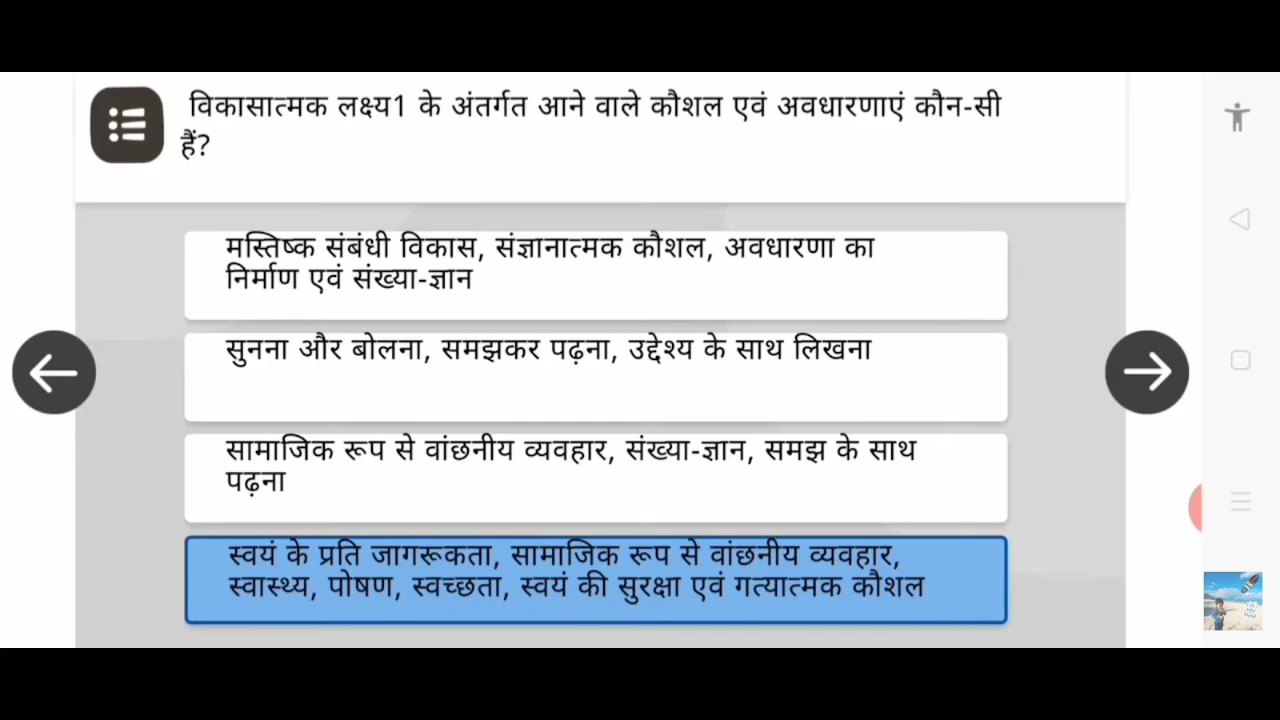 विकासात्मक लक्ष्य1 के अंतर्गत आने वाले कौशल एवं अवधारणाएं कौन-सी
हैं?
मस्तिष्क संबंधी विकास, संज्ञानात्मक कौशल, अवधारणा का
निर्माण एवं संख्या-ज्ञान
सुनना और बोलना, समझकर पढ़ना, उद्देश्य के साथ लिखना
सामाजिक रूप से वांछनीय व्यवहार, संख्या-ज्ञान, समझ के साथ
पढ़ना
स्वयं के प्रति जागरूकता, सामाजिक रूप से वांछनीय व्यवहार,
स्वास्थ्य, पोषण, स्वच्छता, स्वयं की सुरक्षा एवं गत्यात्मक कौशल